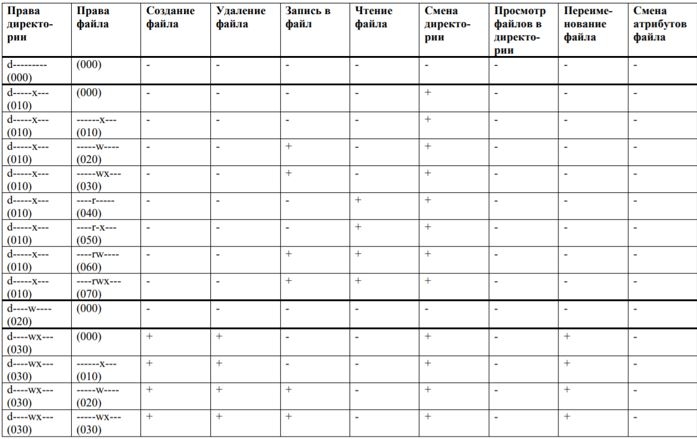 Права директо- рии | Права файла | Создание файла | Удаление файла | Запись в файл | Чтение файла | Смена директо- рии | Просмотр файлов в директо- рии | Переиме- нование файла | Смена атрибутов файла
d--------- (000) | (000) | - | - | - | - | - | - | - | -
d-----x--- (010) | (000) | - | - | - | - | + | - | - | -
d-----x--- (010) | ------x--- (010) | - | - | - | - | + | - | - | -
d-----x--- (010) | -----w---- (020) | - | - | + | - | + | - | - | -
d-----x--- (010) | -----wx--- (030) | - | - | + | - | + | - | - | -
d-----x--- (010) | ----r----- (040) | - | - | - | + | + | - | - | -
d-----x--- (010) | ----r-x--- (050) | - | - | - | + | + | - | - | -
d-----x--- (010) | ----rw---- (060) | - | - | + | + | + | - | - | -
d-----x--- (010) | ----rwx--- (070) | - | - | + | + | + | - | - | -
d----w---- (020) | (000) | - | - | - | - | - | - | - | -
d----wx--- (030) | (000) | + | + | - | - | + | - | + | -
d----wx--- (030) | ------x--- (010) | + | + | - | - | + | - | + | -
d----wx--- (030) | -----w---- (020) | + | + | + | - | + | - | + | -
d----wx--- (030) | -----wx--- (030) | + | + | + | - | + | - | + | -